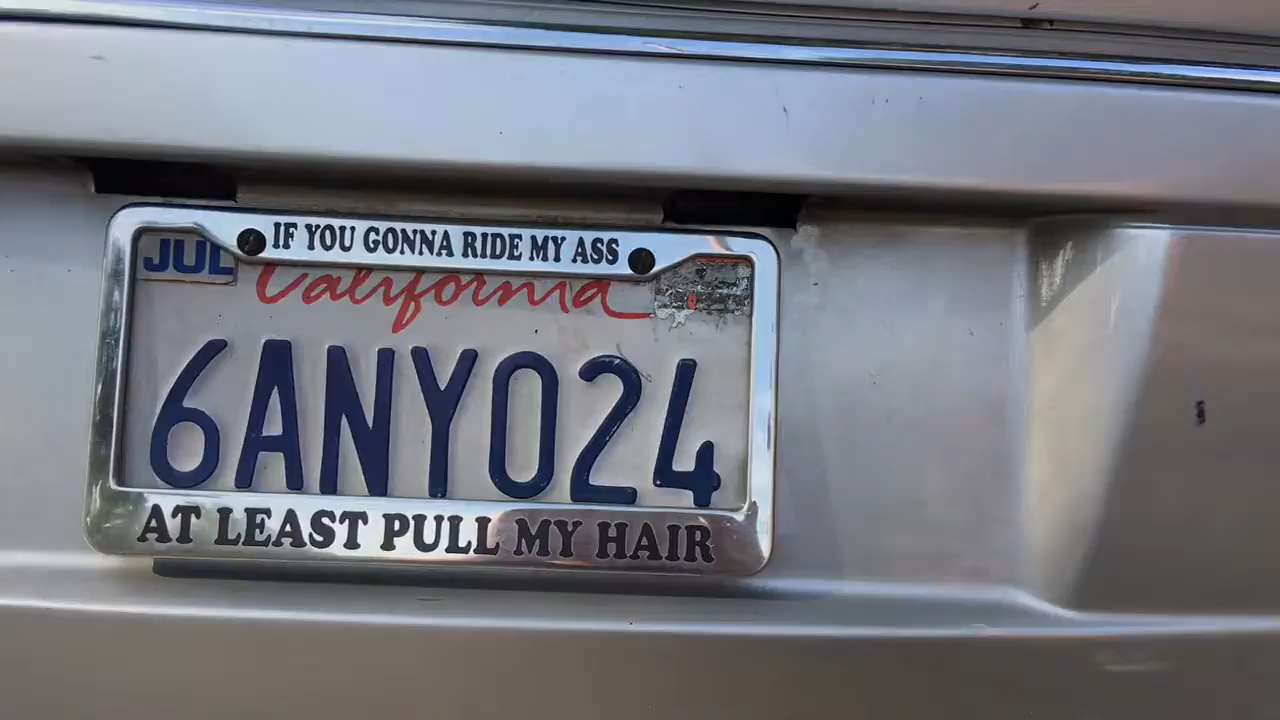 IF YOU GONNA RIDE MY ASS
JUL
California
6ANY024
AT LEAST PULL MY HAIR